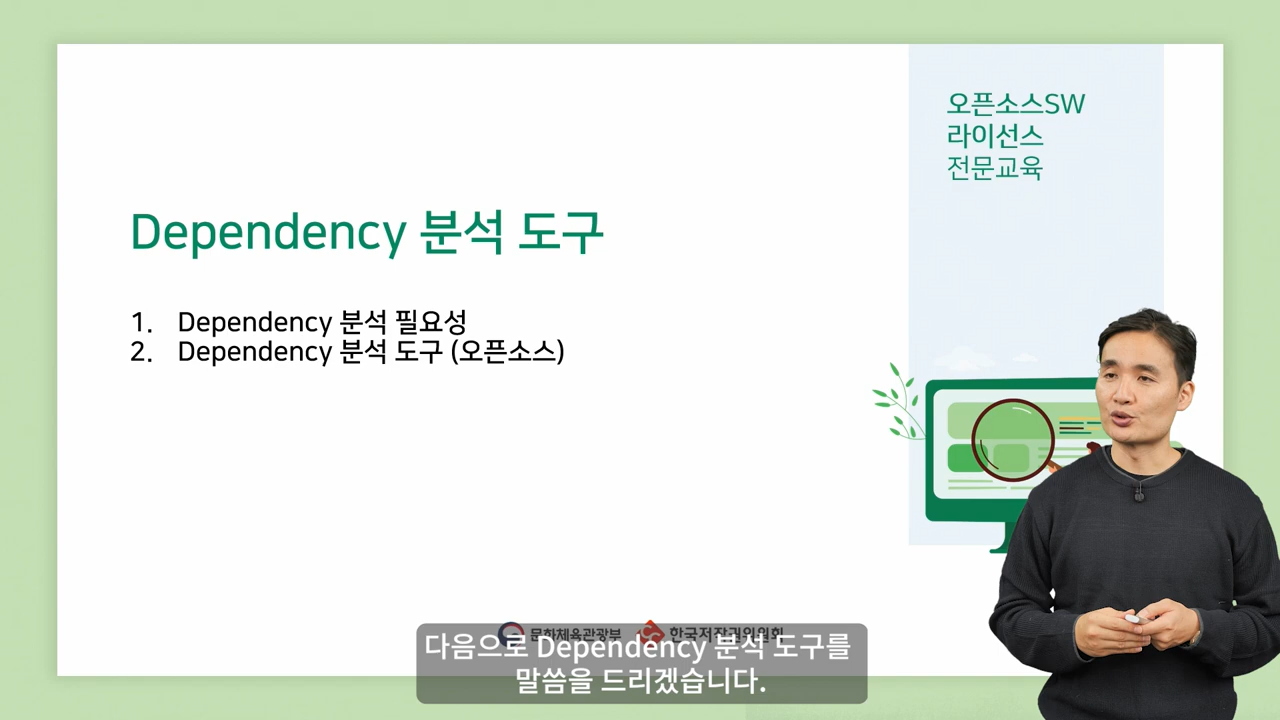 오픈소스SW
라이선스
전문교육
Dependency 분석 도구
1. Dependency 분석 필요성
2. Dependency 분석 도구 (오픈소스)
문화체육관광부 한국저작권위원회
다음으로 Dependency 분석 도구를
말씀을 드리겠습니다.